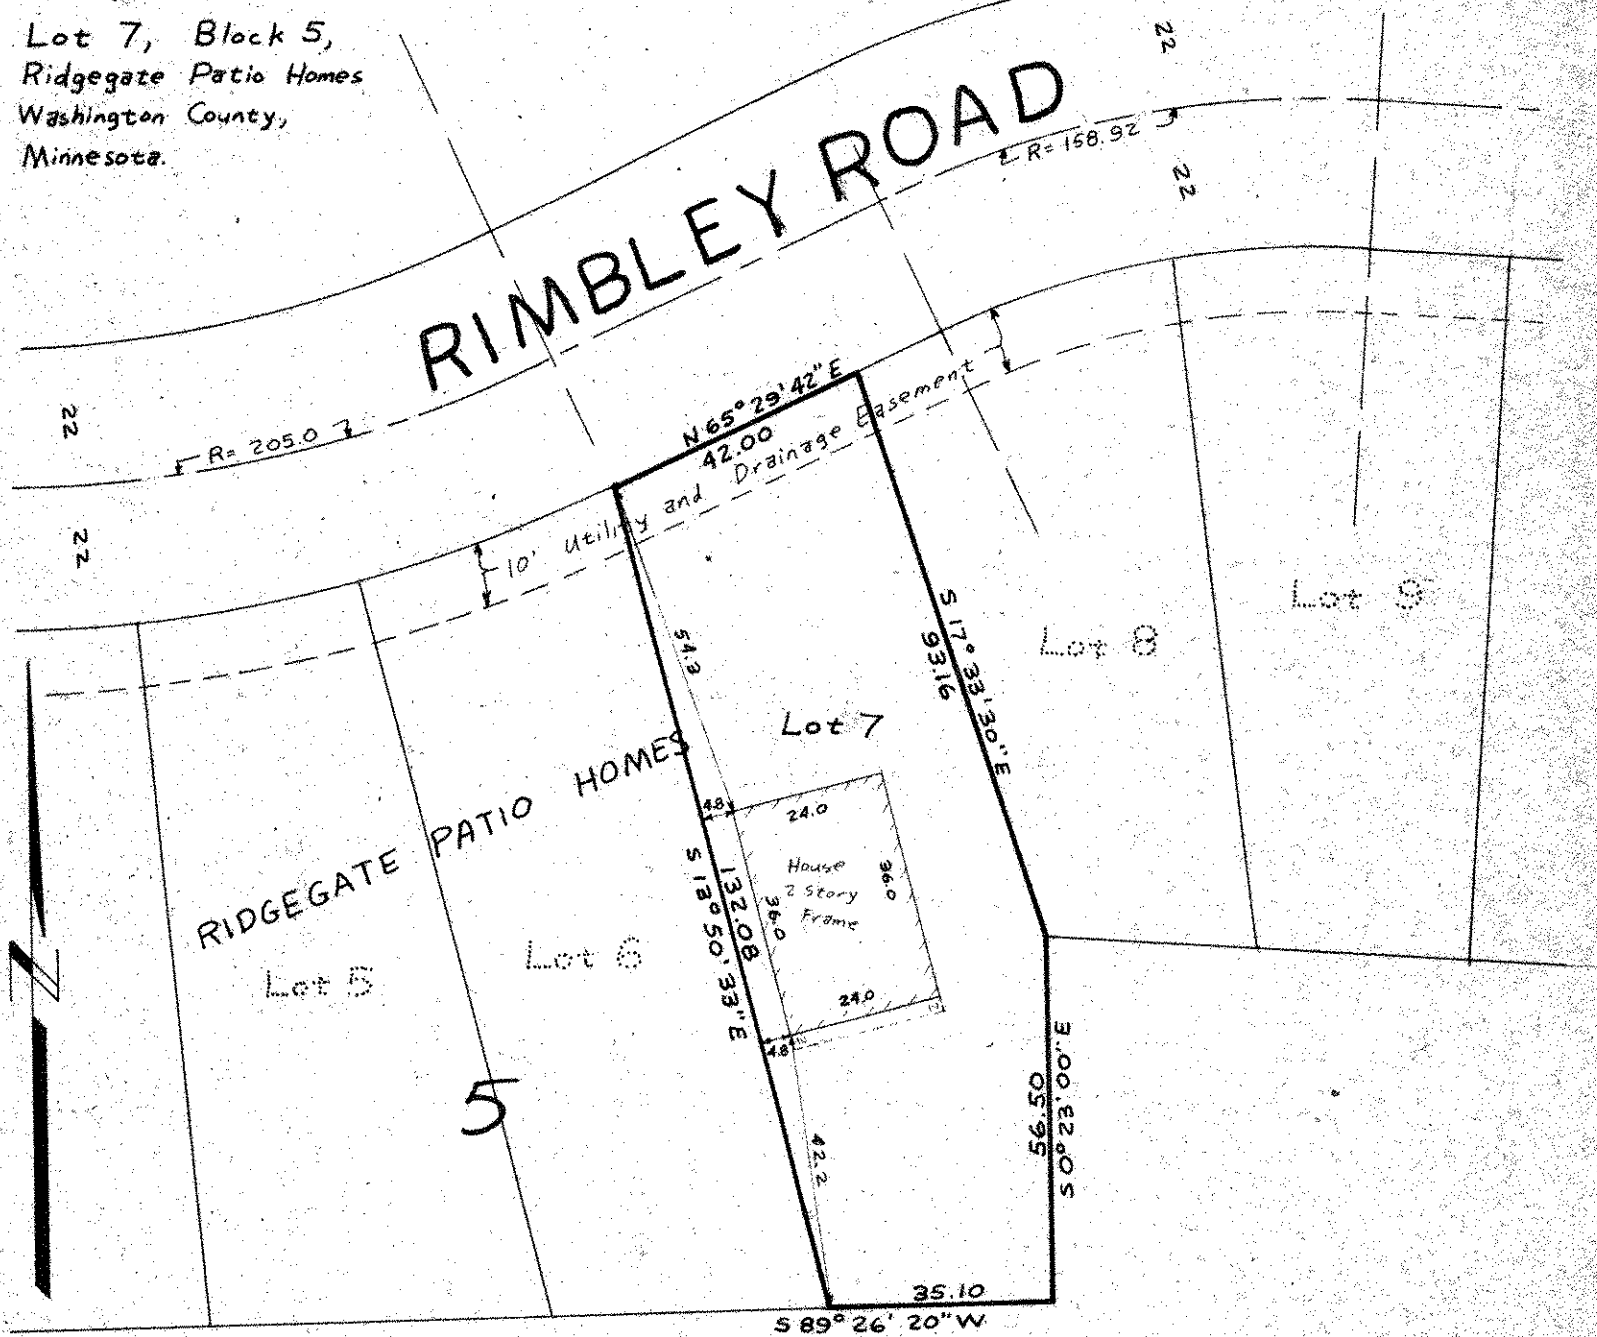 Lot 7, Block 5,
Ridgegate Patio Homes
Washington County,
Minnesota.
22
RIMBLEY ROAD
R= 158.92
22
22
R= 205.0
22
N 65° 29' 42" E
42.00
10' Utility and Drainage Easement
54.3
S 17° 33' 30" E
93.16
Lot 8
Lot 9
Lot 7
RIDGEGATE PATIO HOMES
4.8
24.0
House
2 Story
Frame
36.0
36.0
132.08
S 13° 50' 33" E
Lot 5
Lot 6
24.0
4.8
5
42.2
56.50
S 0° 23' 00" E
35.10
S 89° 26' 20" W